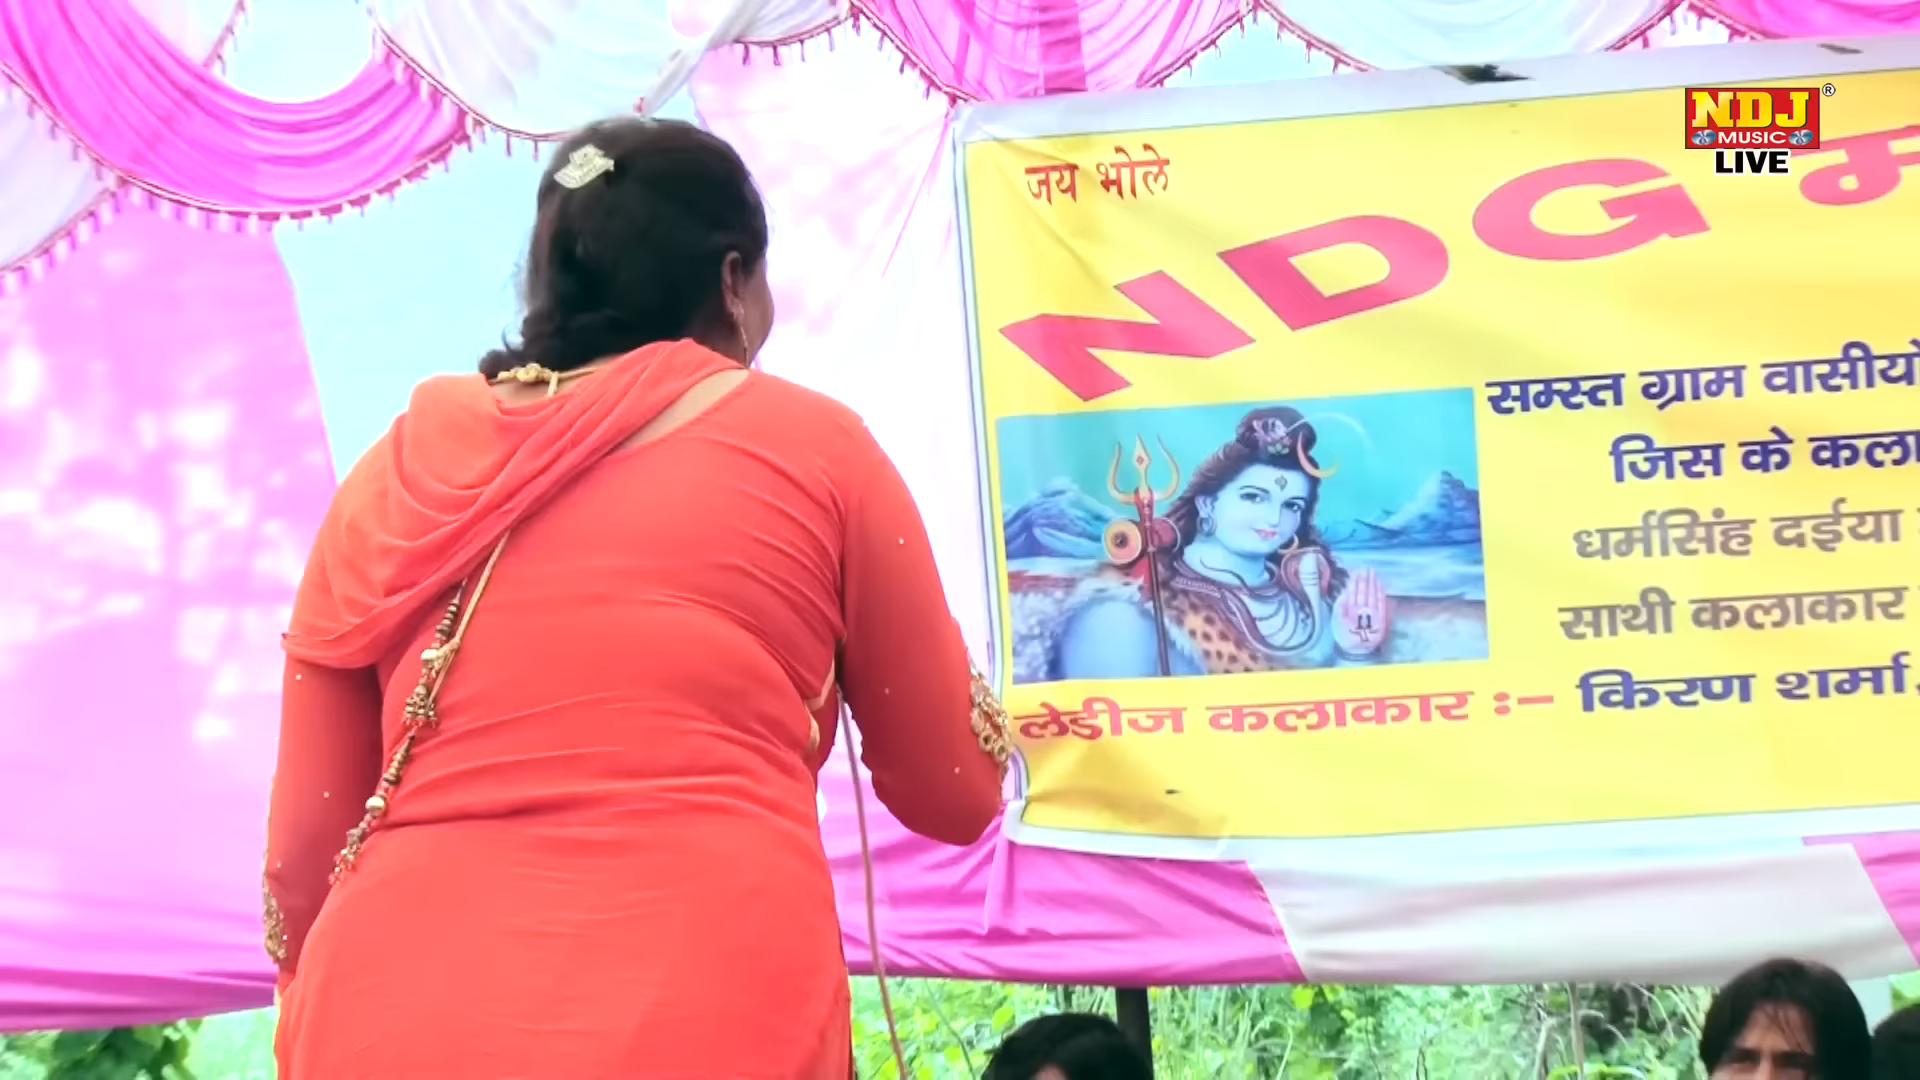 NDJ®
MUSIC
LIVE
जय भोले
NDG
समस्त ग्राम वासीयो
जिस के कला
धर्मसिंह दईया
साथी कलाकार
लेडीज कलाकार :- किरण शर्मा,